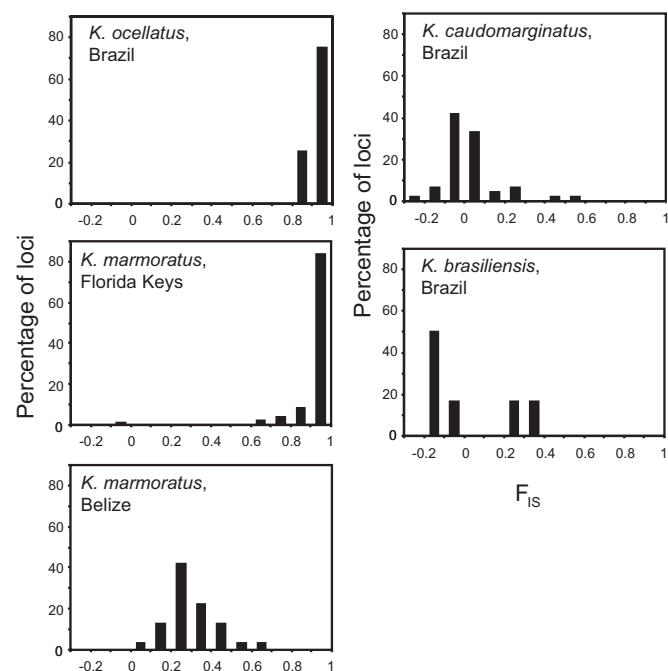 K. ocellatus,
Brazil
80
60
40
20
0
-0.2 0 0.2 0.4 0.6 0.8 1
K. marmoratus,
Florida Keys
80
60
40
20
0
-0.2 0 0.2 0.4 0.6 0.8 1
K. marmoratus,
Belize
80
60
40
20
0
-0.2 0 0.2 0.4 0.6 0.8 1
Percentage of loci
K. caudomarginatus,
Brazil
80
60
40
20
0
-0.2 0 0.2 0.4 0.6 0.8 1
K. brasiliensis,
Brazil
80
60
40
20
0
-0.2 0 0.2 0.4 0.6 0.8 1
Percentage of loci
FIS